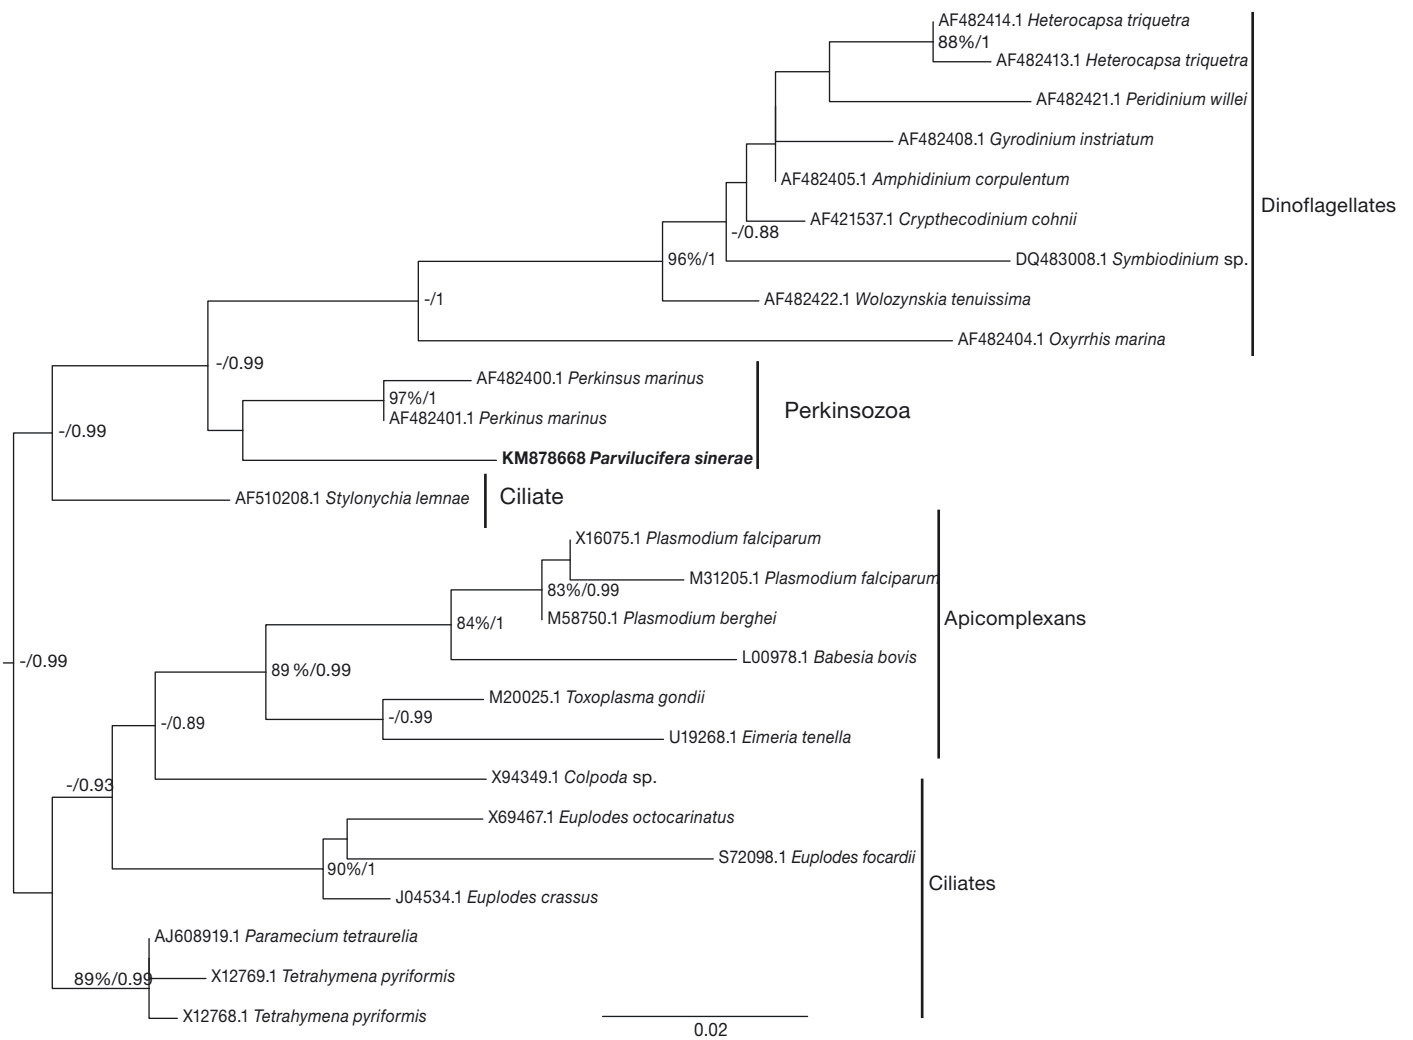 AF482414.1 Heterocapsa triquetra
88%/1
AF482413.1 Heterocapsa triquetra
AF482421.1 Peridinium willei
AF482408.1 Gyrodinium instriatum
AF482405.1 Amphidinium corpulentum
Dinoflagellates
AF421537.1 Crypthecodinium cohnii
-/0.88
96%/1
DQ483008.1 Symbiodinium sp.
-/1
AF482422.1 Wolozynskia tenuissima
AF482404.1 Oxyrrhis marina
-/0.99
AF482400.1 Perkinsus marinus
97%/1
Perkinsozoa
AF482401.1 Perkinus marinus
-/0.99
KM878668 Parvilucifera sinerae
AF510208.1 Stylonychia lemnae
Ciliate
X16075.1 Plasmodium falciparum
M31205.1 Plasmodium falciparum
83%/0.99
M58750.1 Plasmodium berghei
Apicomplexans
84%/1
L00978.1 Babesia bovis
-/0.99
89 %/0.99
M20025.1 Toxoplasma gondii
-/0.99
-/0.89
U19268.1 Eimeria tenella
X94349.1 Colpoda sp.
-/0.93
X69467.1 Euplodes octocarinatus
S72098.1 Euplodes focardii
90%/1
Ciliates
J04534.1 Euplodes crassus
AJ608919.1 Paramecium tetraurelia
89%/0.99
X12769.1 Tetrahymena pyriformis
X12768.1 Tetrahymena pyriformis
0.02